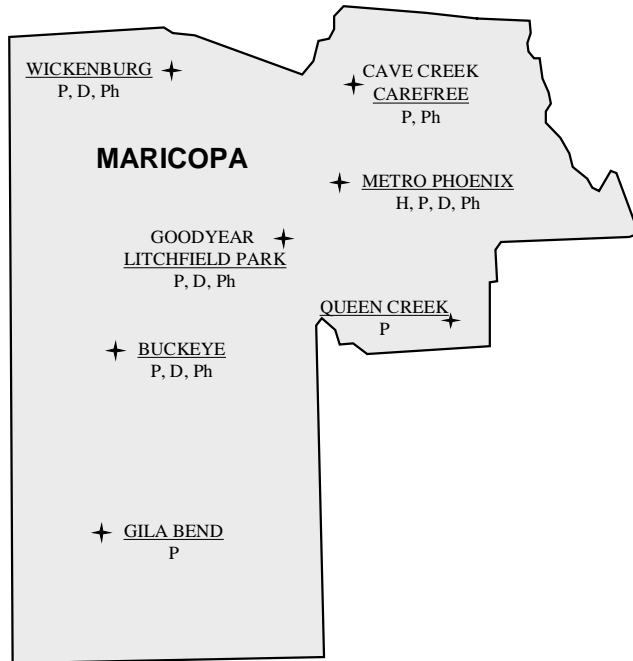 WICKENBURG
P, D, Ph
CAVE CREEK
CAREFREE
P, Ph
MARICOPA
METRO PHOENIX
H, P, D, Ph
GOODYEAR
LITCHFIELD PARK
P, D, Ph
QUEEN CREEK
P
BUCKEYE
P, D, Ph
GILA BEND
P